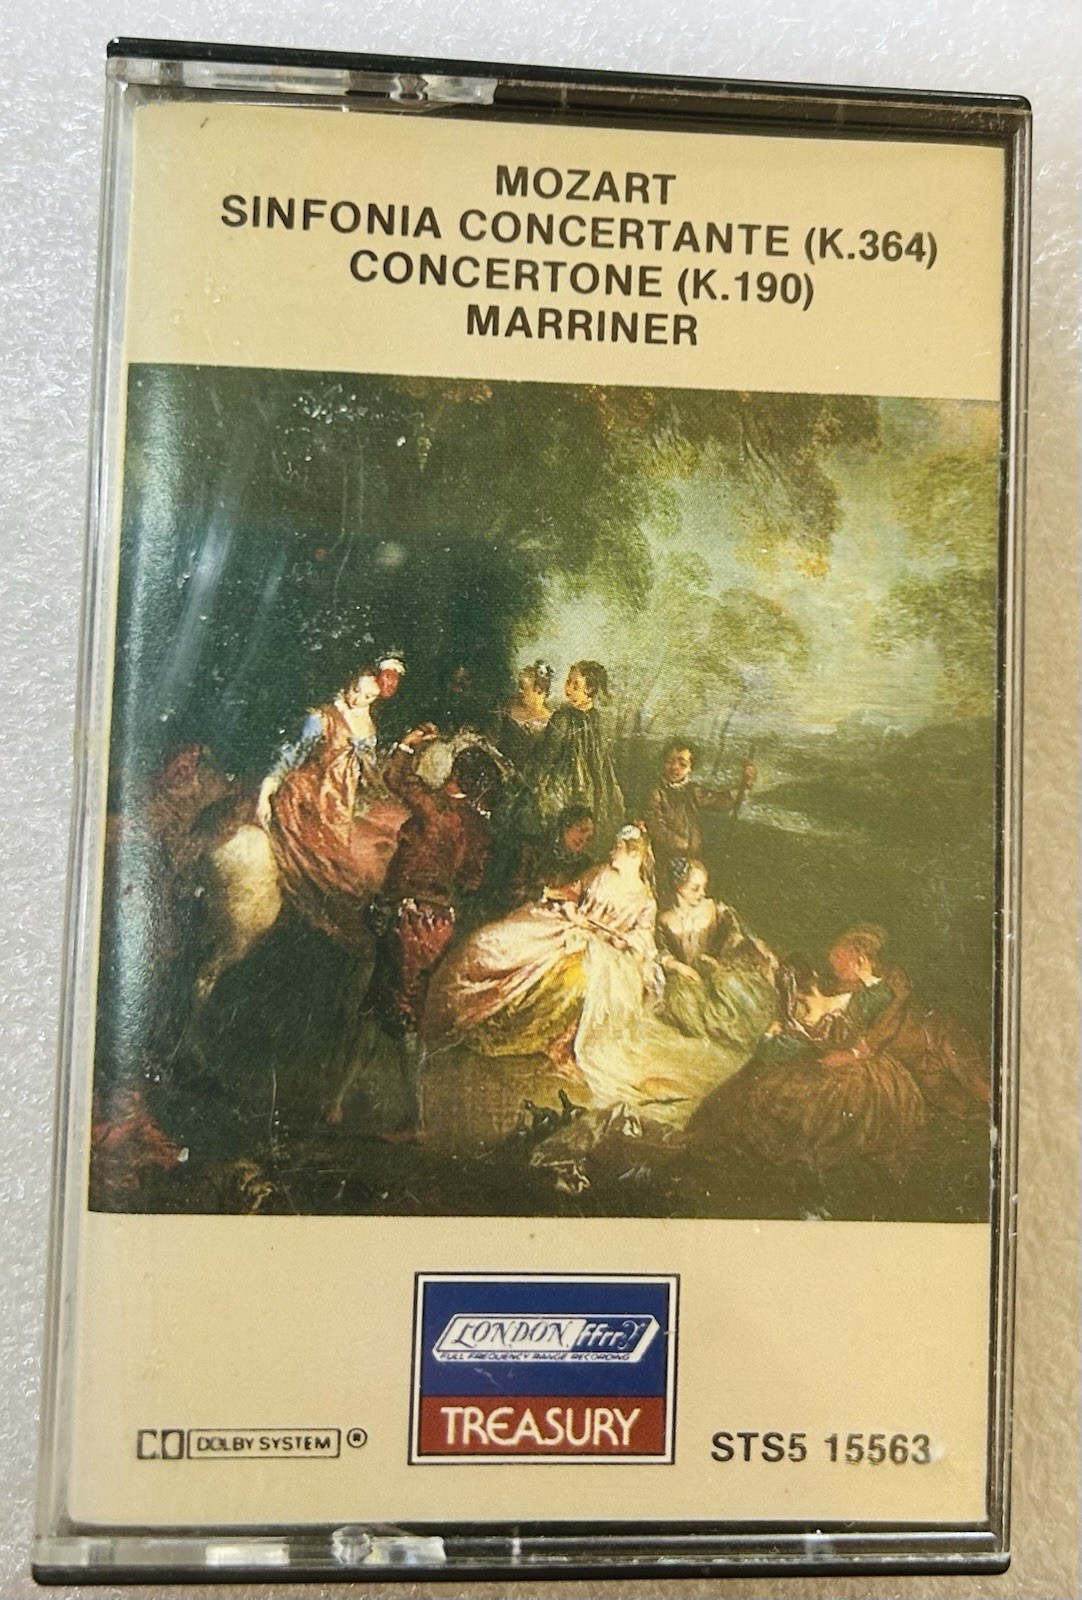 MOZART
SINFONIA CONCERTANTE (K.364)
CONCERTONE (K.190)
MARRINER
LONDON ffrr
FULL FREQUENCY RANGE RECORDING
TREASURY
DOLBY SYSTEM ®
STS5 15563